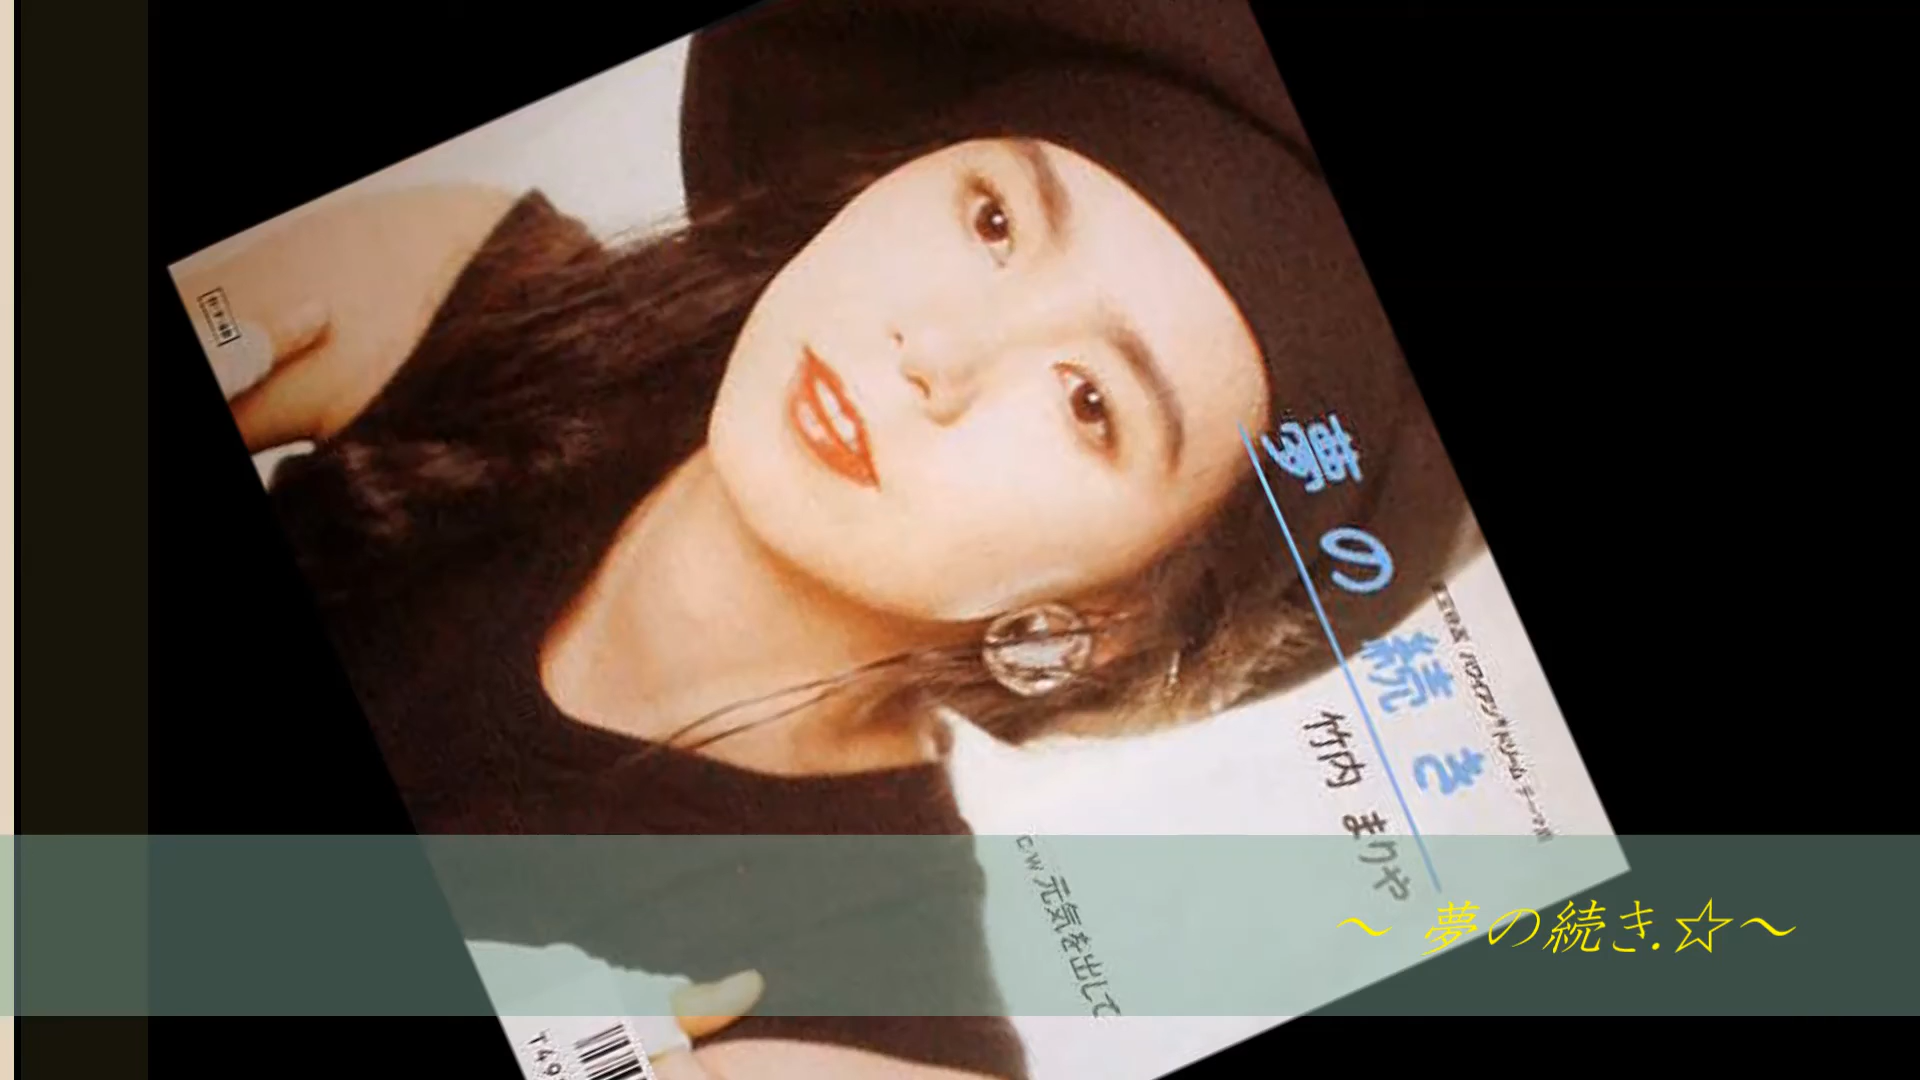 夢の続き
竹内 まりや
c/w 元気を出して
～ 夢の続き.☆～